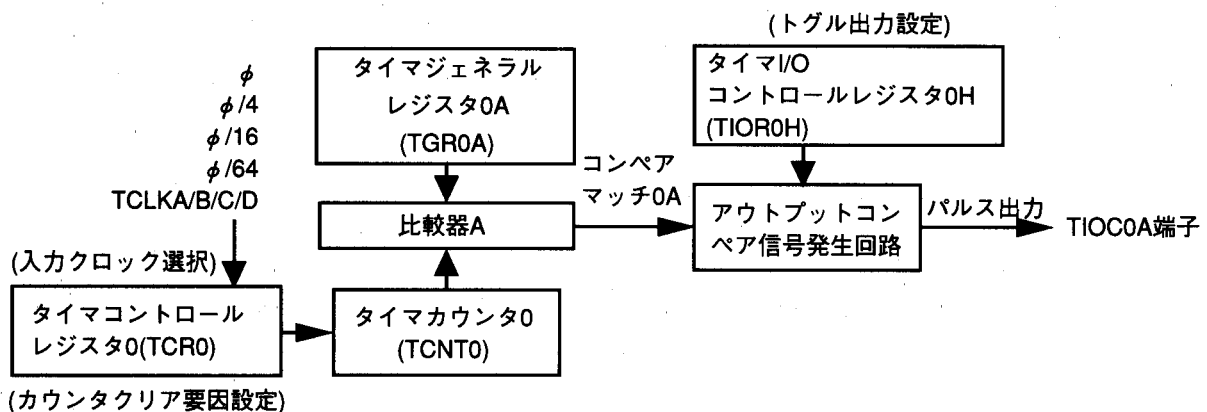 (トグル出力設定)
タイマジェネラル
レジスタ0A
(TGR0A)
タイマI/O
コントロールレジスタ0H
(TIOR0H)
φ
φ/4
φ/16
φ/64
TCLKA/B/C/D
コンペア
マッチ0A
比較器A
アウトプットコン
ペア信号発生回路
パルス出力
TIOC0A端子
(入力クロック選択)
タイマコントロール
レジスタ0(TCR0)
タイマカウンタ0
(TCNT0)
(カウンタクリア要因設定)